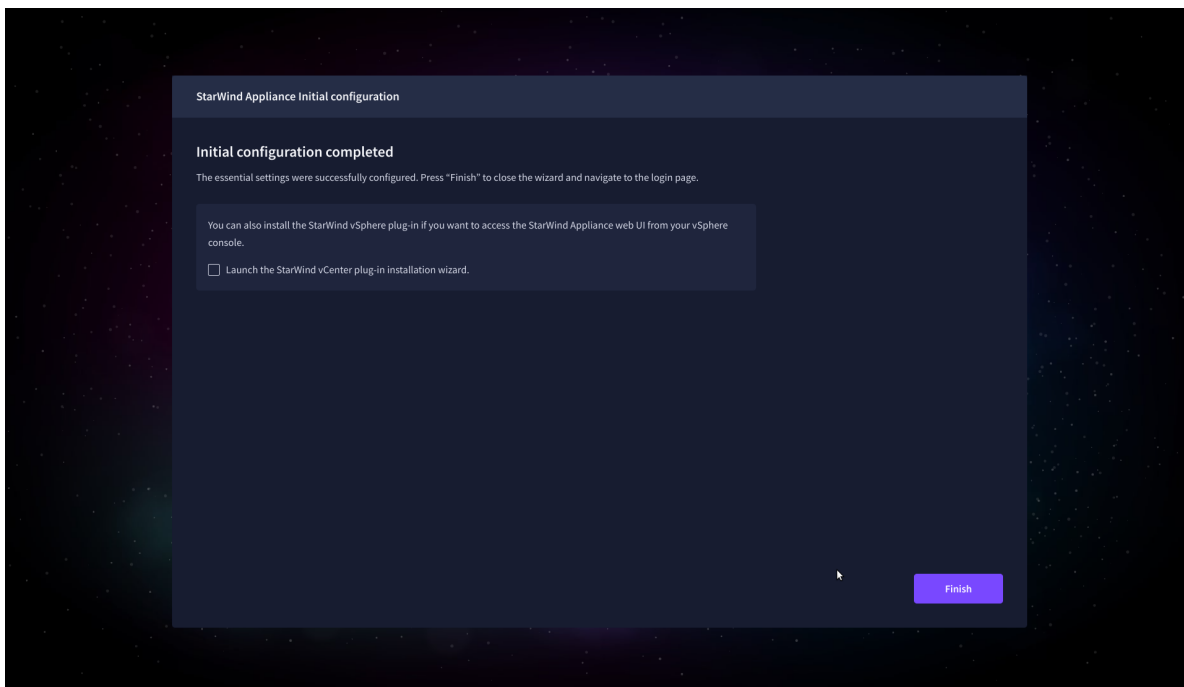 StarWind Appliance Initial configuration
Initial configuration completed
The essential settings were successfully configured. Press “Finish” to close the wizard and navigate to the login page.
You can also install the StarWind vSphere plug-in if you want to access the StarWind Appliance web UI from your vSphere
console.
Launch the StarWind vCenter plug-in installation wizard.
Finish